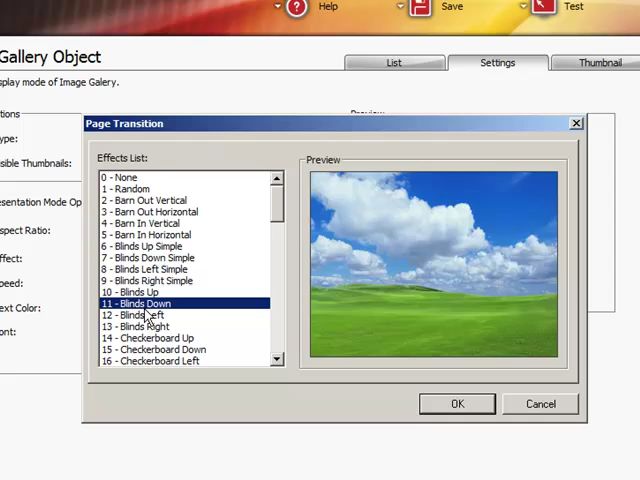 Help
Save
Test
Gallery Object
List
Settings
Thumbnail
splay mode of Image Galery.
tions
Preview
ype:
isible Thumbnails:
esentation Mode Op
spect Ratio:
ffect:
peed:
ext Color:
ont:
Page Transition
Effects List:
0 - None
1 - Random
2 - Barn Out Vertical
3 - Barn Out Horizontal
4 - Barn In Vertical
5 - Barn In Horizontal
6 - Blinds Up Simple
7 - Blinds Down Simple
8 - Blinds Left Simple
9 - Blinds Right Simple
10 - Blinds Up
11 - Blinds Down
12 - Blinds Left
13 - Blinds Right
14 - Checkerboard Up
15 - Checkerboard Down
16 - Checkerboard Left
Preview
OK
Cancel